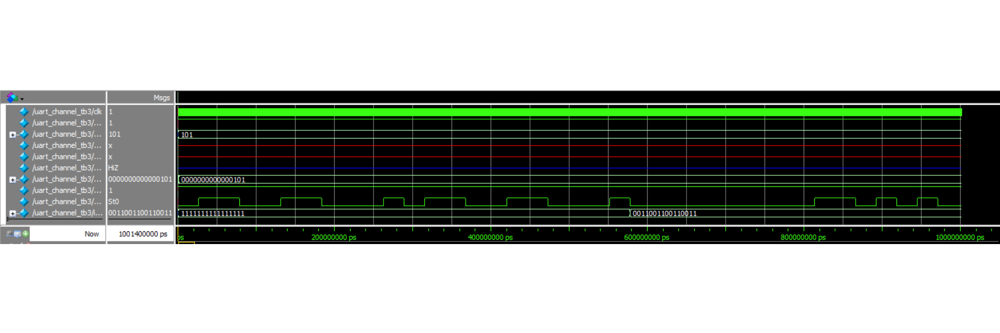 Msgs
/uart_channel_tb3/clk 1
/uart_channel_tb3/... 1
/uart_channel_tb3/... 101 101
/uart_channel_tb3/... x
/uart_channel_tb3/... x
/uart_channel_tb3/... HiZ
/uart_channel_tb3/... 0000000000000101 0000000000000101
/uart_channel_tb3/... 1
/uart_channel_tb3/... St0
/uart_channel_tb3/i... 0011001100110011 1111111111111111 0011001100110011
Now 1001400000 ps ps 200000000 ps 400000000 ps 600000000 ps 800000000 ps 1000000000 ps